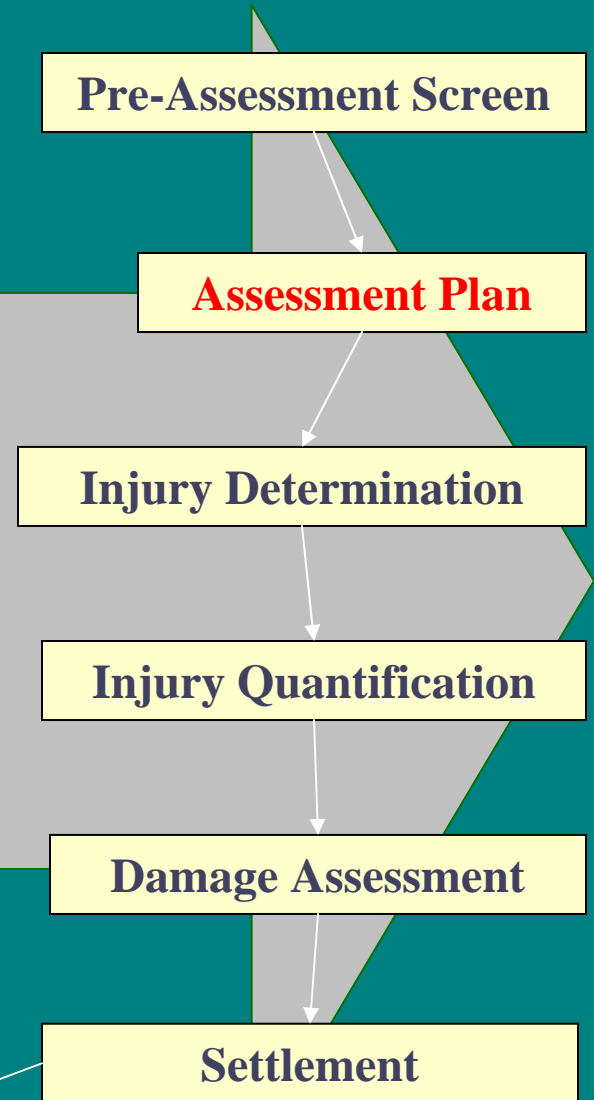 Pre-Assessment Screen
Assessment Plan
Injury Determination
Injury Quantification
Damage Assessment
Settlement